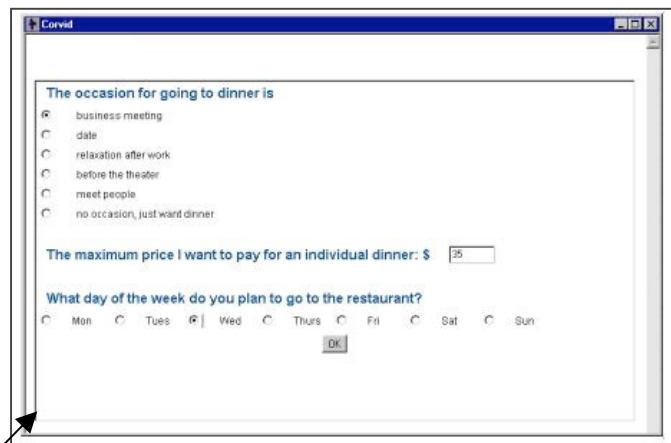 Corvid
The occasion for going to dinner is
business meeting
date
relaxation after work
before the theater
meet people
no occasion, just want dinner
The maximum price I want to pay for an individual dinner: $ 35
What day of the week do you plan to go to the restaurant?
Mon Tues Wed Thurs Fri Sat Sun
OK